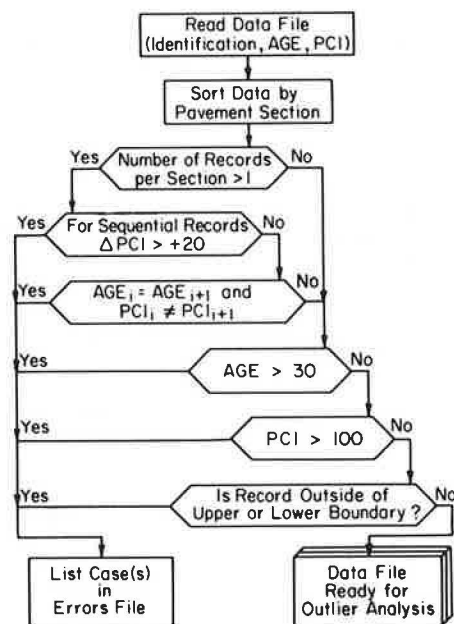 Read Data File
(Identification, AGE, PCI)
Sort Data by
Pavement Section
Yes
Number of Records
per Section >1
No
Yes
For Sequential Records
Δ PCI > +20
No
Yes
AGEi = AGEi+1 and
PCIi ≠ PCIi+1
No
Yes
AGE > 30
No
Yes
PCI > 100
No
Yes
Is Record Outside of
Upper or Lower Boundary ?
No
List Case(s)
in
Errors File
Data File
Ready for
Outlier Analysis